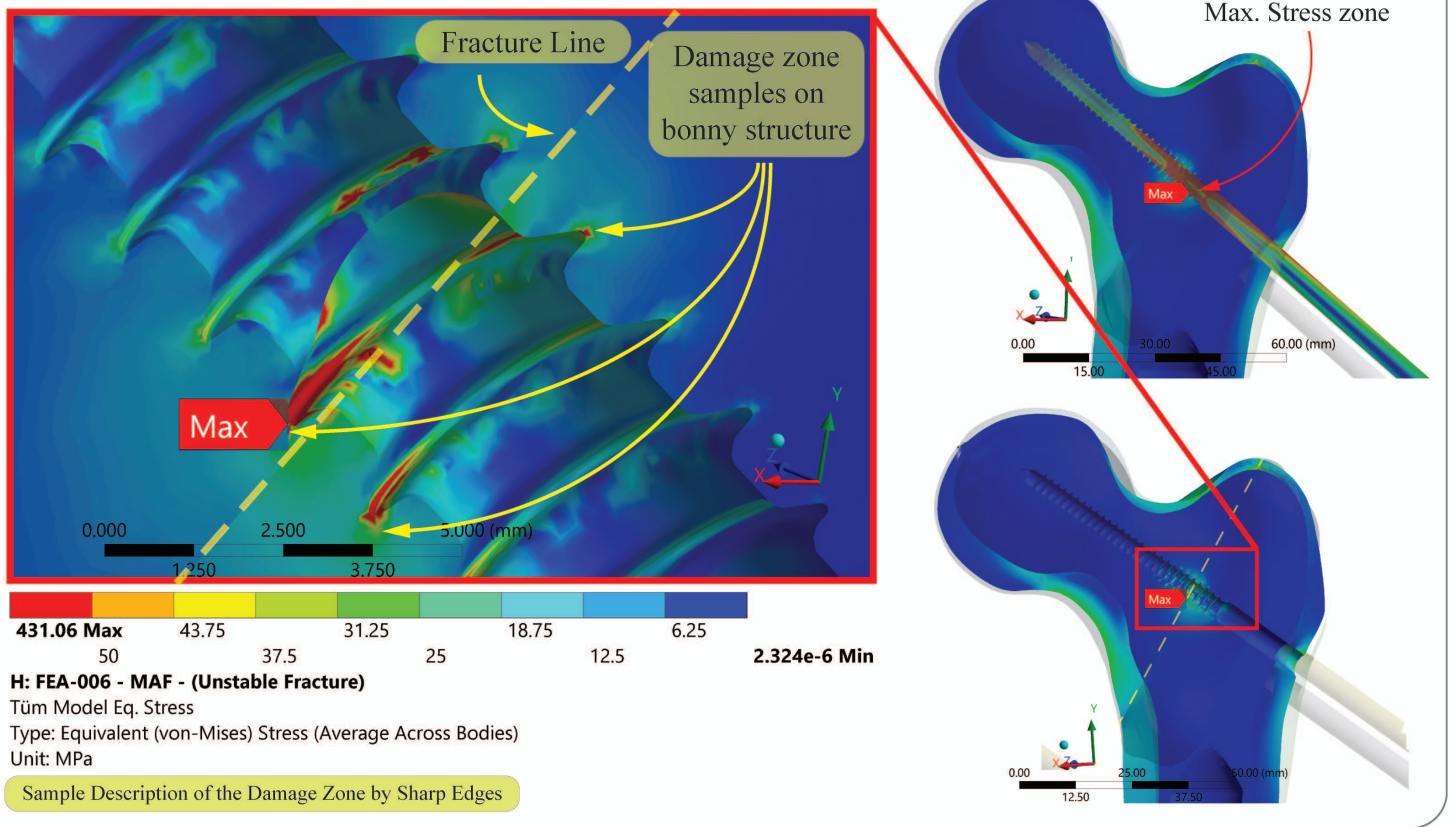 Fracture Line
Damage zone
samples on
bonny structure
Max
Y
Z
X
0.000
2.500
5.000 (mm)
1.250
3.750
431.06 Max
43.75
31.25
18.75
6.25
50
37.5
25
12.5
2.324e-6 Min
H: FEA-006 - MAF - (Unstable Fracture)
Tüm Model Eq. Stress
Type: Equivalent (von-Mises) Stress (Average Across Bodies)
Unit: MPa
Sample Description of the Damage Zone by Sharp Edges
Max. Stress zone
Max
X
Z
0.00
30.00
60.00 (mm)
15.00
45.00
Max
Y
X
Z
0.00
25.00
50.00 (mm)
12.50
37.50